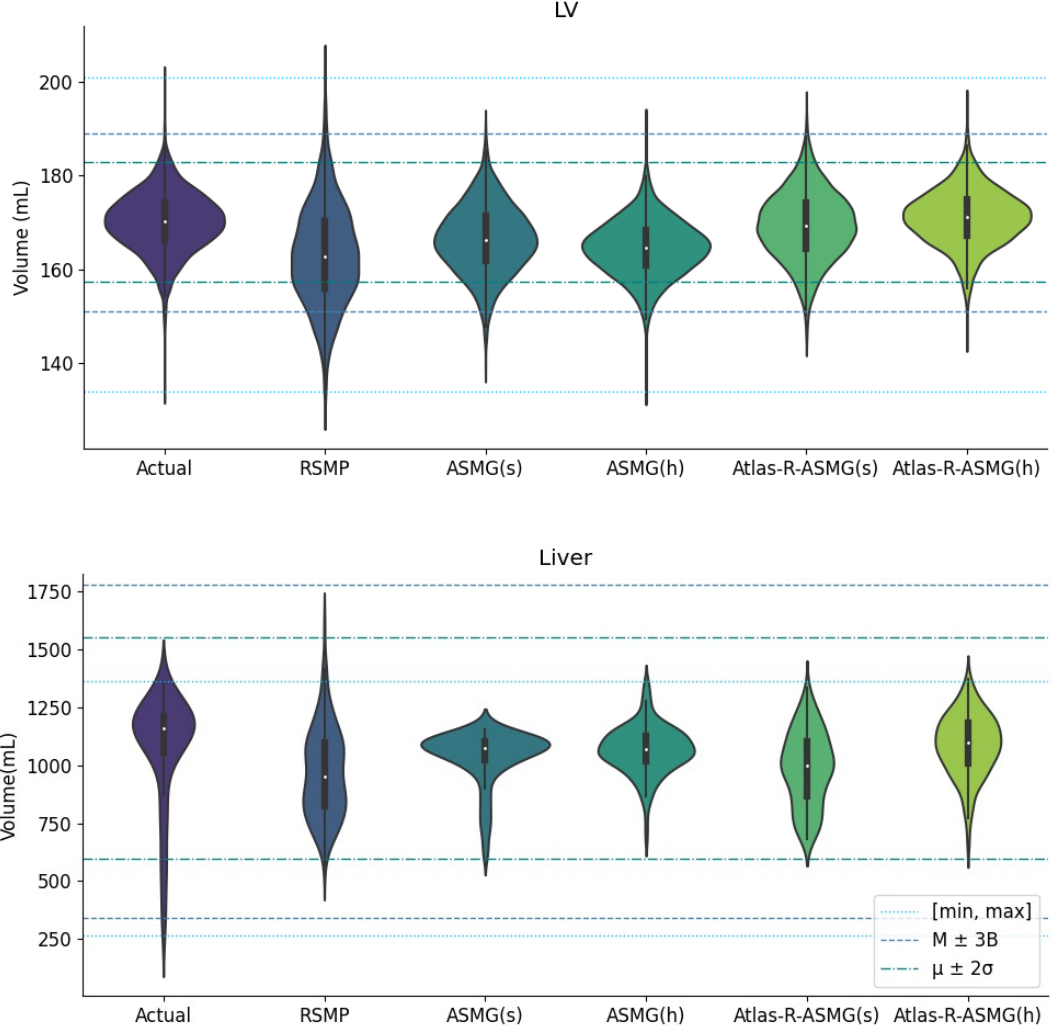 LV
Volume (mL)
200
180
160
140
Actual RSMP ASMG(s) ASMG(h) Atlas-R-ASMG(s) Atlas-R-ASMG(h)
Liver
Volume(mL)
1750
1500
1250
1000
750
500
250
[min, max]
M ± 3B
μ ± 2σ
Actual RSMP ASMG(s) ASMG(h) Atlas-R-ASMG(s) Atlas-R-ASMG(h)